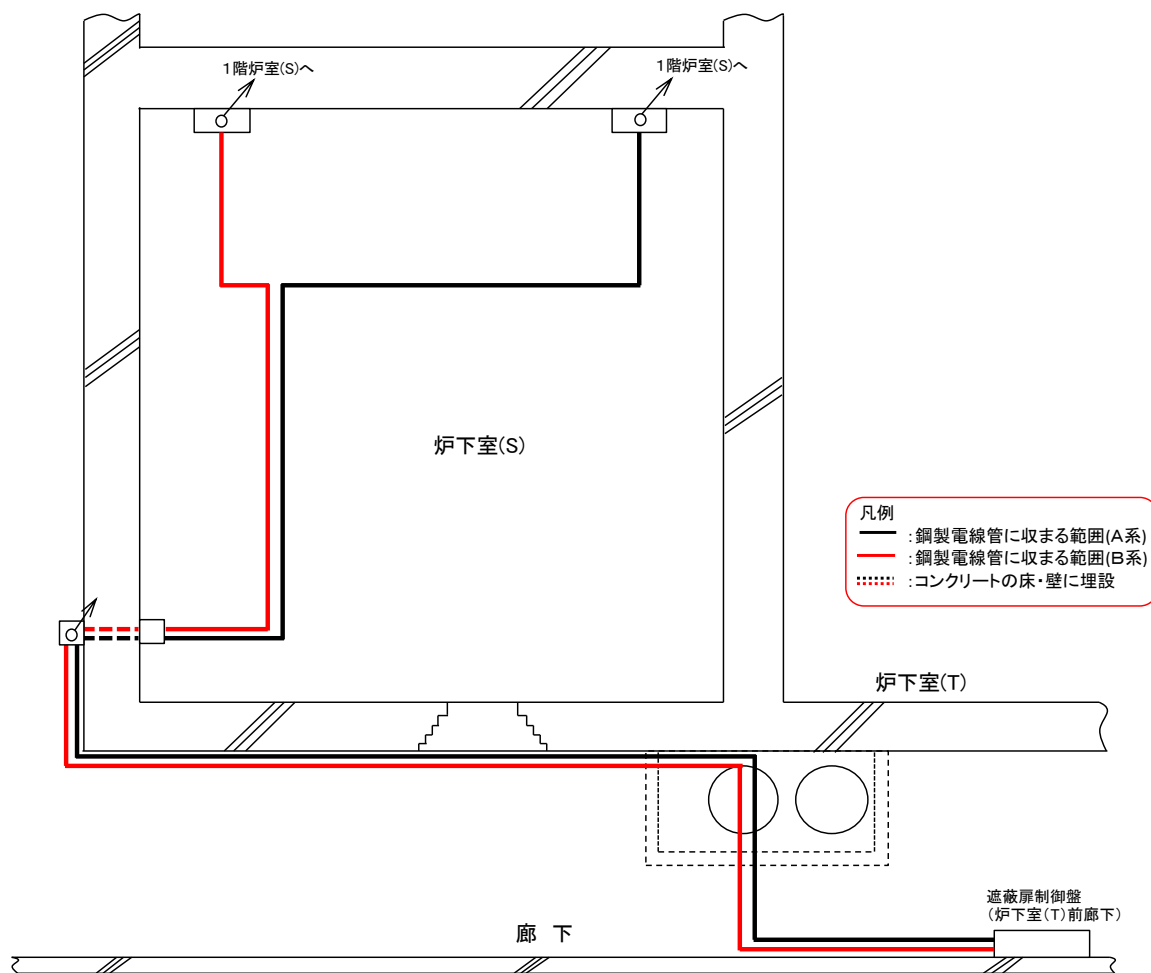 1階炉室(S)へ
1階炉室(S)へ
炉下室(S)
凡例
:鋼製電線管に収まる範囲(A系)
:鋼製電線管に収まる範囲(B系)
:コンクリートの床・壁に埋設
炉下室(T)
遮蔽扉制御盤
(炉下室(T)前廊下)
廊 下